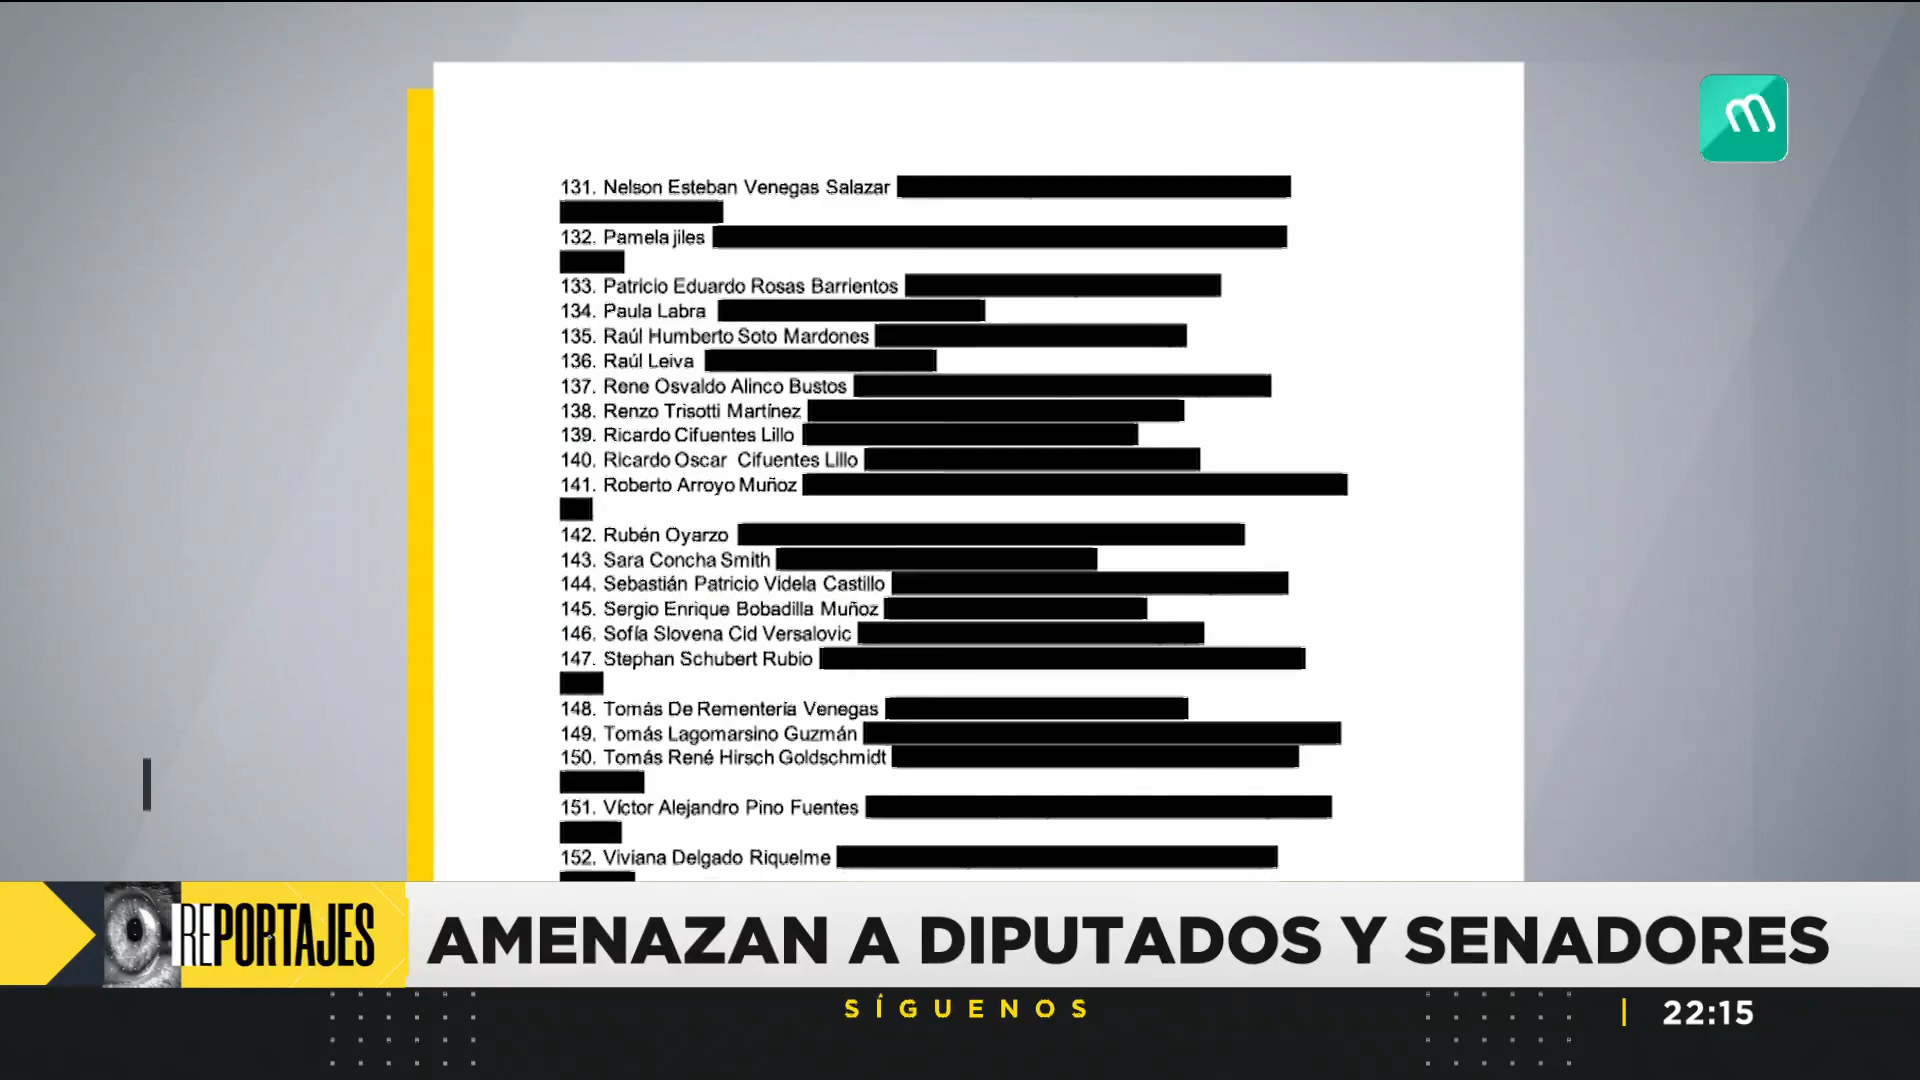 131. Nelson Esteban Venegas Salazar
132. Pamela jiles
133. Patricio Eduardo Rosas Barrientos
134. Paula Labra
135. Raúl Humberto Soto Mardones
136. Raúl Leiva
137. Rene Osvaldo Alinco Bustos
138. Renzo Trisotti Martínez
139. Ricardo Cifuentes Lillo
140. Ricardo Oscar Cifuentes Lillo
141. Roberto Arroyo Muñoz
142. Rubén Oyarzo
143. Sara Concha Smith
144. Sebastián Patricio Videla Castillo
145. Sergio Enrique Bobadilla Muñoz
146. Sofía Slovena Cid Versalovic
147. Stephan Schubert Rubio
148. Tomás De Rementería Venegas
149. Tomás Lagomarsino Guzmán
150. Tomás René Hirsch Goldschmidt
151. Víctor Alejandro Pino Fuentes
152. Viviana Delgado Riquelme
REPORTAJES
AMENAZAN A DIPUTADOS Y SENADORES
SÍGUENOS
22:15